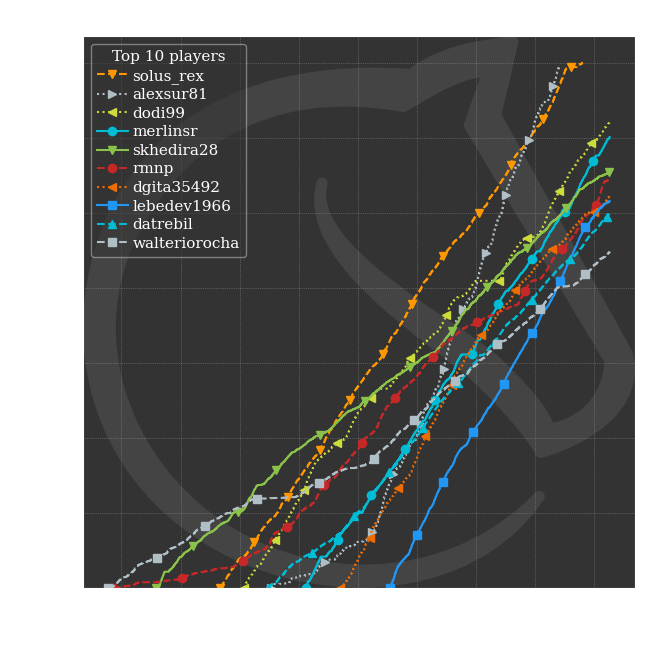 Top 10 players
solus_rex
alexsur81
dodi99
merlinsr
skhedira28
rmnp
dgita35492
lebedev1966
datrebil
walteriorocha